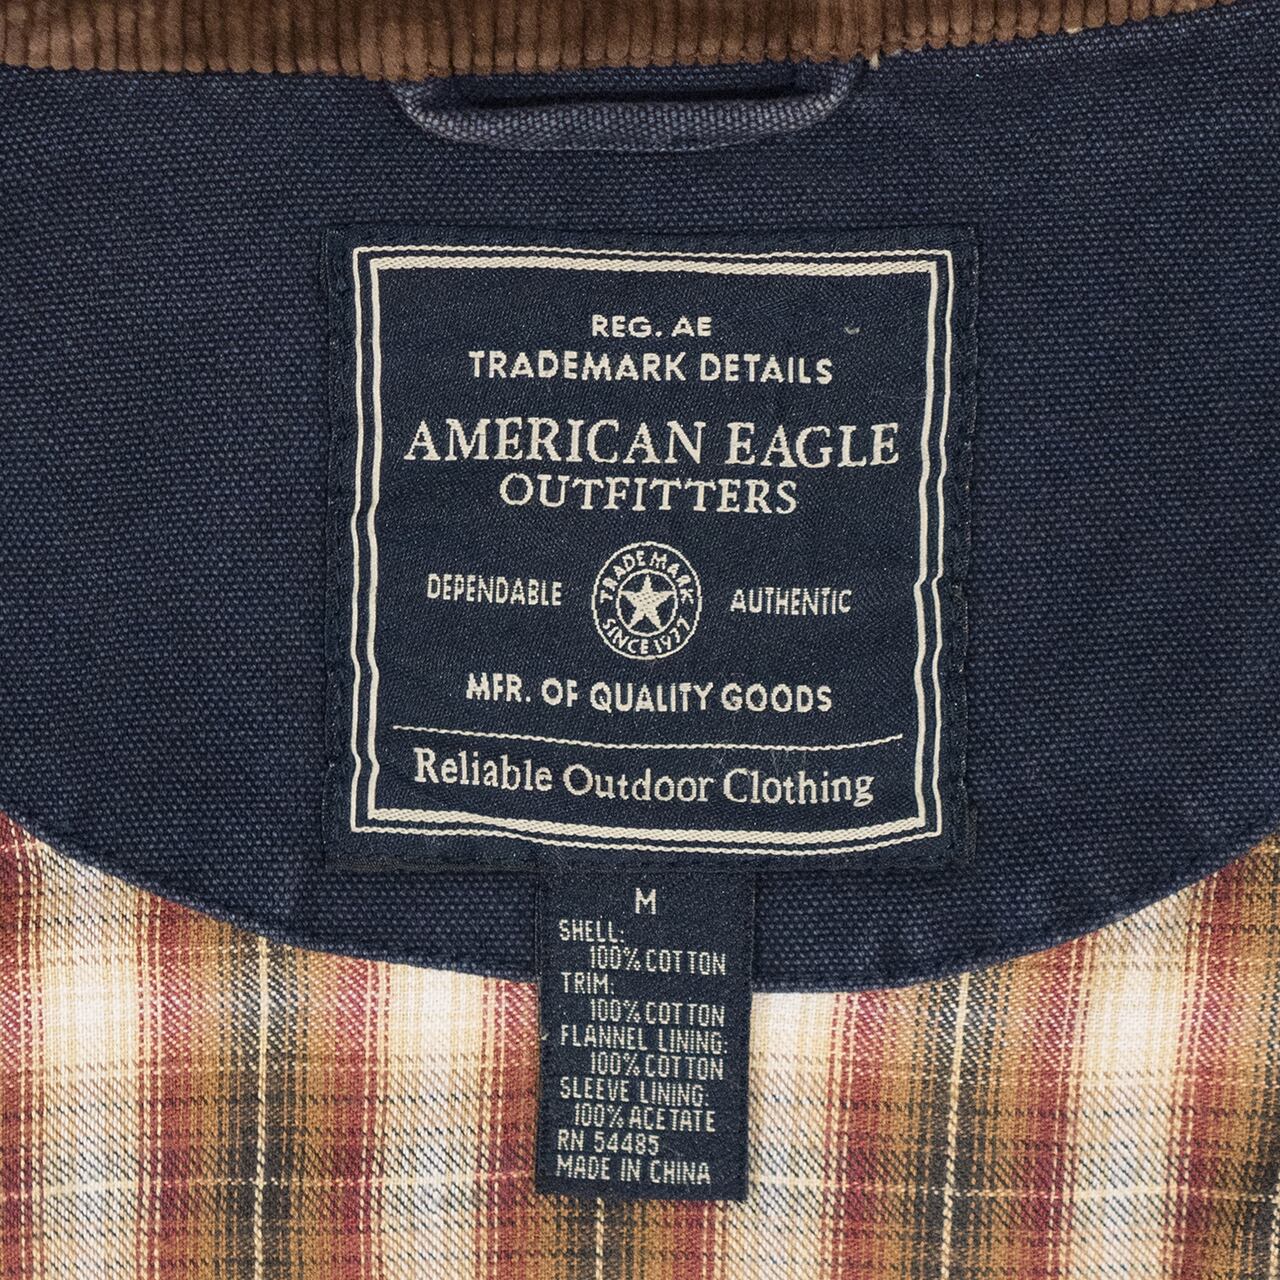 REG. AE
TRADEMARK DETAILS
AMERICAN EAGLE
OUTFITTERS
DEPENDABLE
TRADEMARK
SINCE 1977
AUTHENTIC
MFR. OF QUALITY GOODS
Reliable Outdoor Clothing
M
SHELL:
100% COTTON
TRIM:
100% COTTON
FLANNEL LINING:
100% COTTON
SLEEVE LINING:
100% ACETATE
RN 54485
MADE IN CHINA